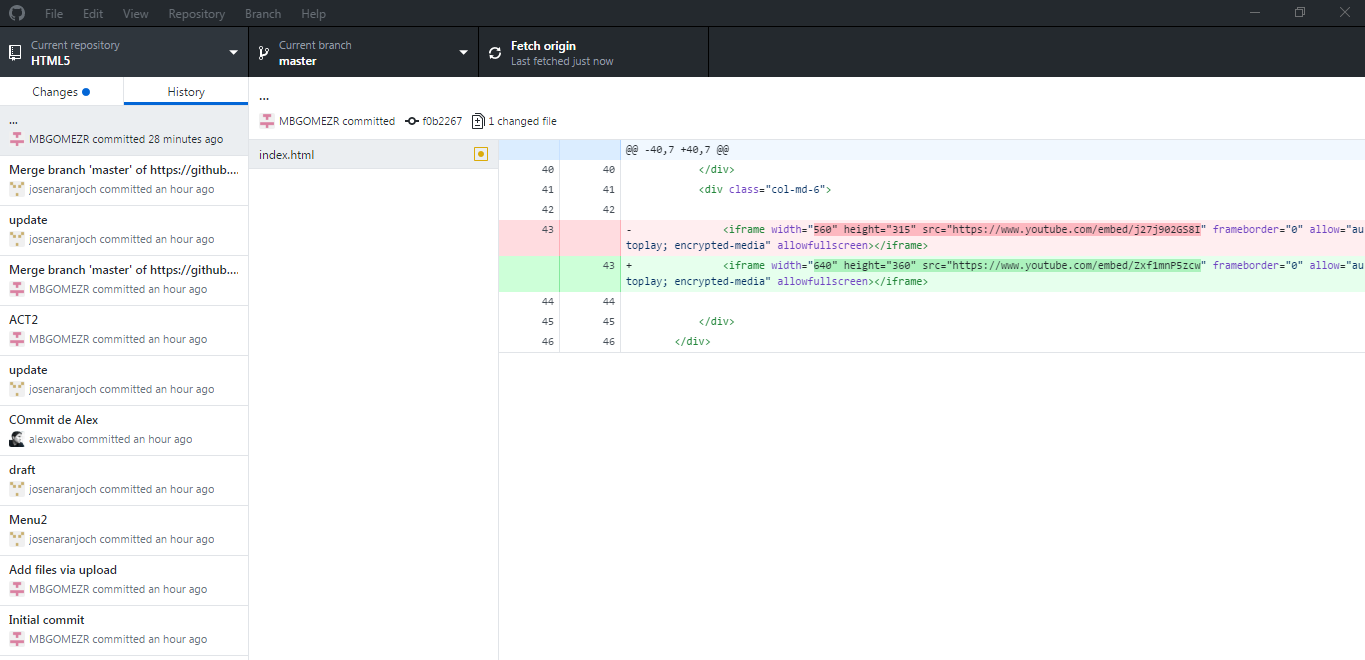 File Edit View Repository Branch Help
Current repository
HTML5
Current branch
master
Fetch origin
Last fetched just now
Changes
History
...
MBGOMEZR committed 28 minutes ago
Merge branch 'master' of https://github....
josenaranjoch committed an hour ago
update
josenaranjoch committed an hour ago
Merge branch 'master' of https://github....
MBGOMEZR committed an hour ago
ACT2
MBGOMEZR committed an hour ago
update
josenaranjoch committed an hour ago
COmmit de Alex
alexwabo committed an hour ago
draft
josenaranjoch committed an hour ago
Menu2
josenaranjoch committed an hour ago
Add files via upload
MBGOMEZR committed an hour ago
Initial commit
MBGOMEZR committed an hour ago
...
MBGOMEZR committed f0b2267 1 changed file
index.html
@@ -40,7 +40,7 @@
40 40 </div>
41 41 <div class="col-md-6">
42 42
43 - <iframe width="560" height="315" src="https://www.youtube.com/embed/j27j902GS8I" frameborder="0" allow="au
toplay; encrypted-media" allowfullscreen></iframe>
43 + <iframe width="640" height="360" src="https://www.youtube.com/embed/Zxf1mnP5zcw" frameborder="0" allow="au
toplay; encrypted-media" allowfullscreen></iframe>
44 44
45 45 </div>
46 46 </div>